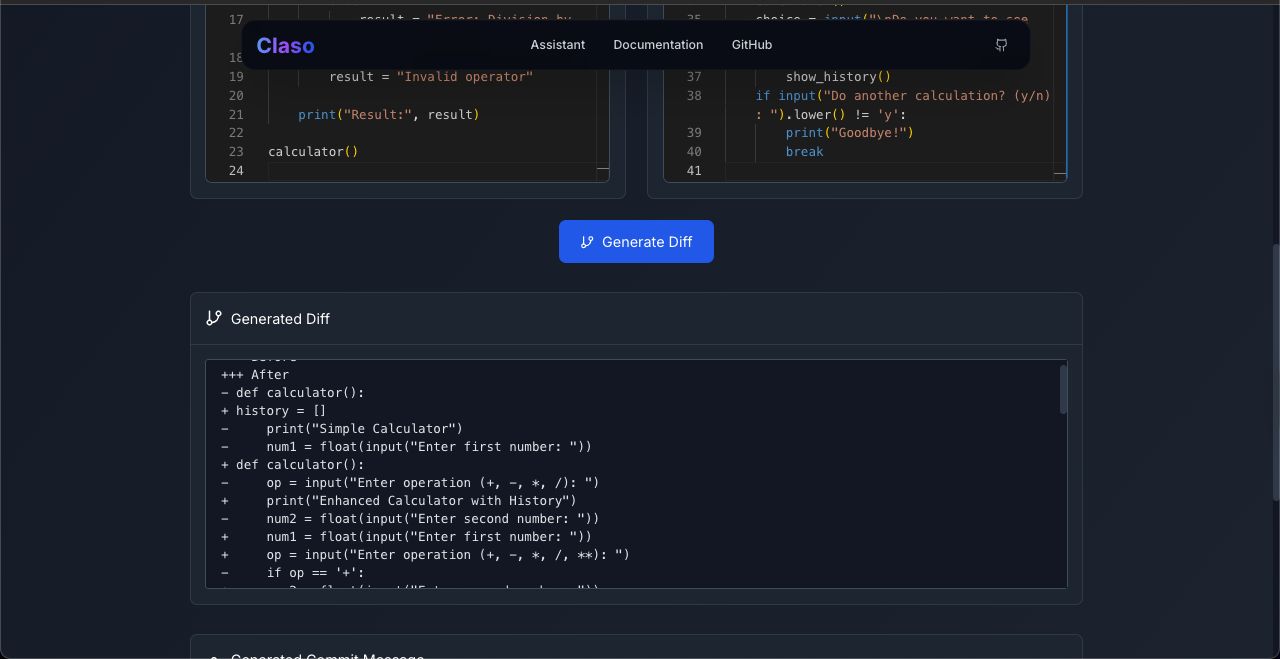 Claso
Assistant
Documentation
GitHub
17 result = "Error: Division by
18
19 result = "Invalid operator"
20
21 print("Result:", result)
22
23 calculator()
24
35 choice = input("\nDo you want to see
37 show_history()
38 if input("Do another calculation? (y/n)
: ").lower() != 'y':
39 print("Goodbye!")
40 break
41
Generate Diff
Generated Diff
+++ After
- def calculator():
+ history = []
-     print("Simple Calculator")
-     num1 = float(input("Enter first number: "))
+ def calculator():
-     op = input("Enter operation (+, -, *, /): ")
+     print("Enhanced Calculator with History")
-     num2 = float(input("Enter second number: "))
+     num1 = float(input("Enter first number: "))
+     op = input("Enter operation (+, -, *, /, **): ")
-     if op == '+':
Generated Commit Message